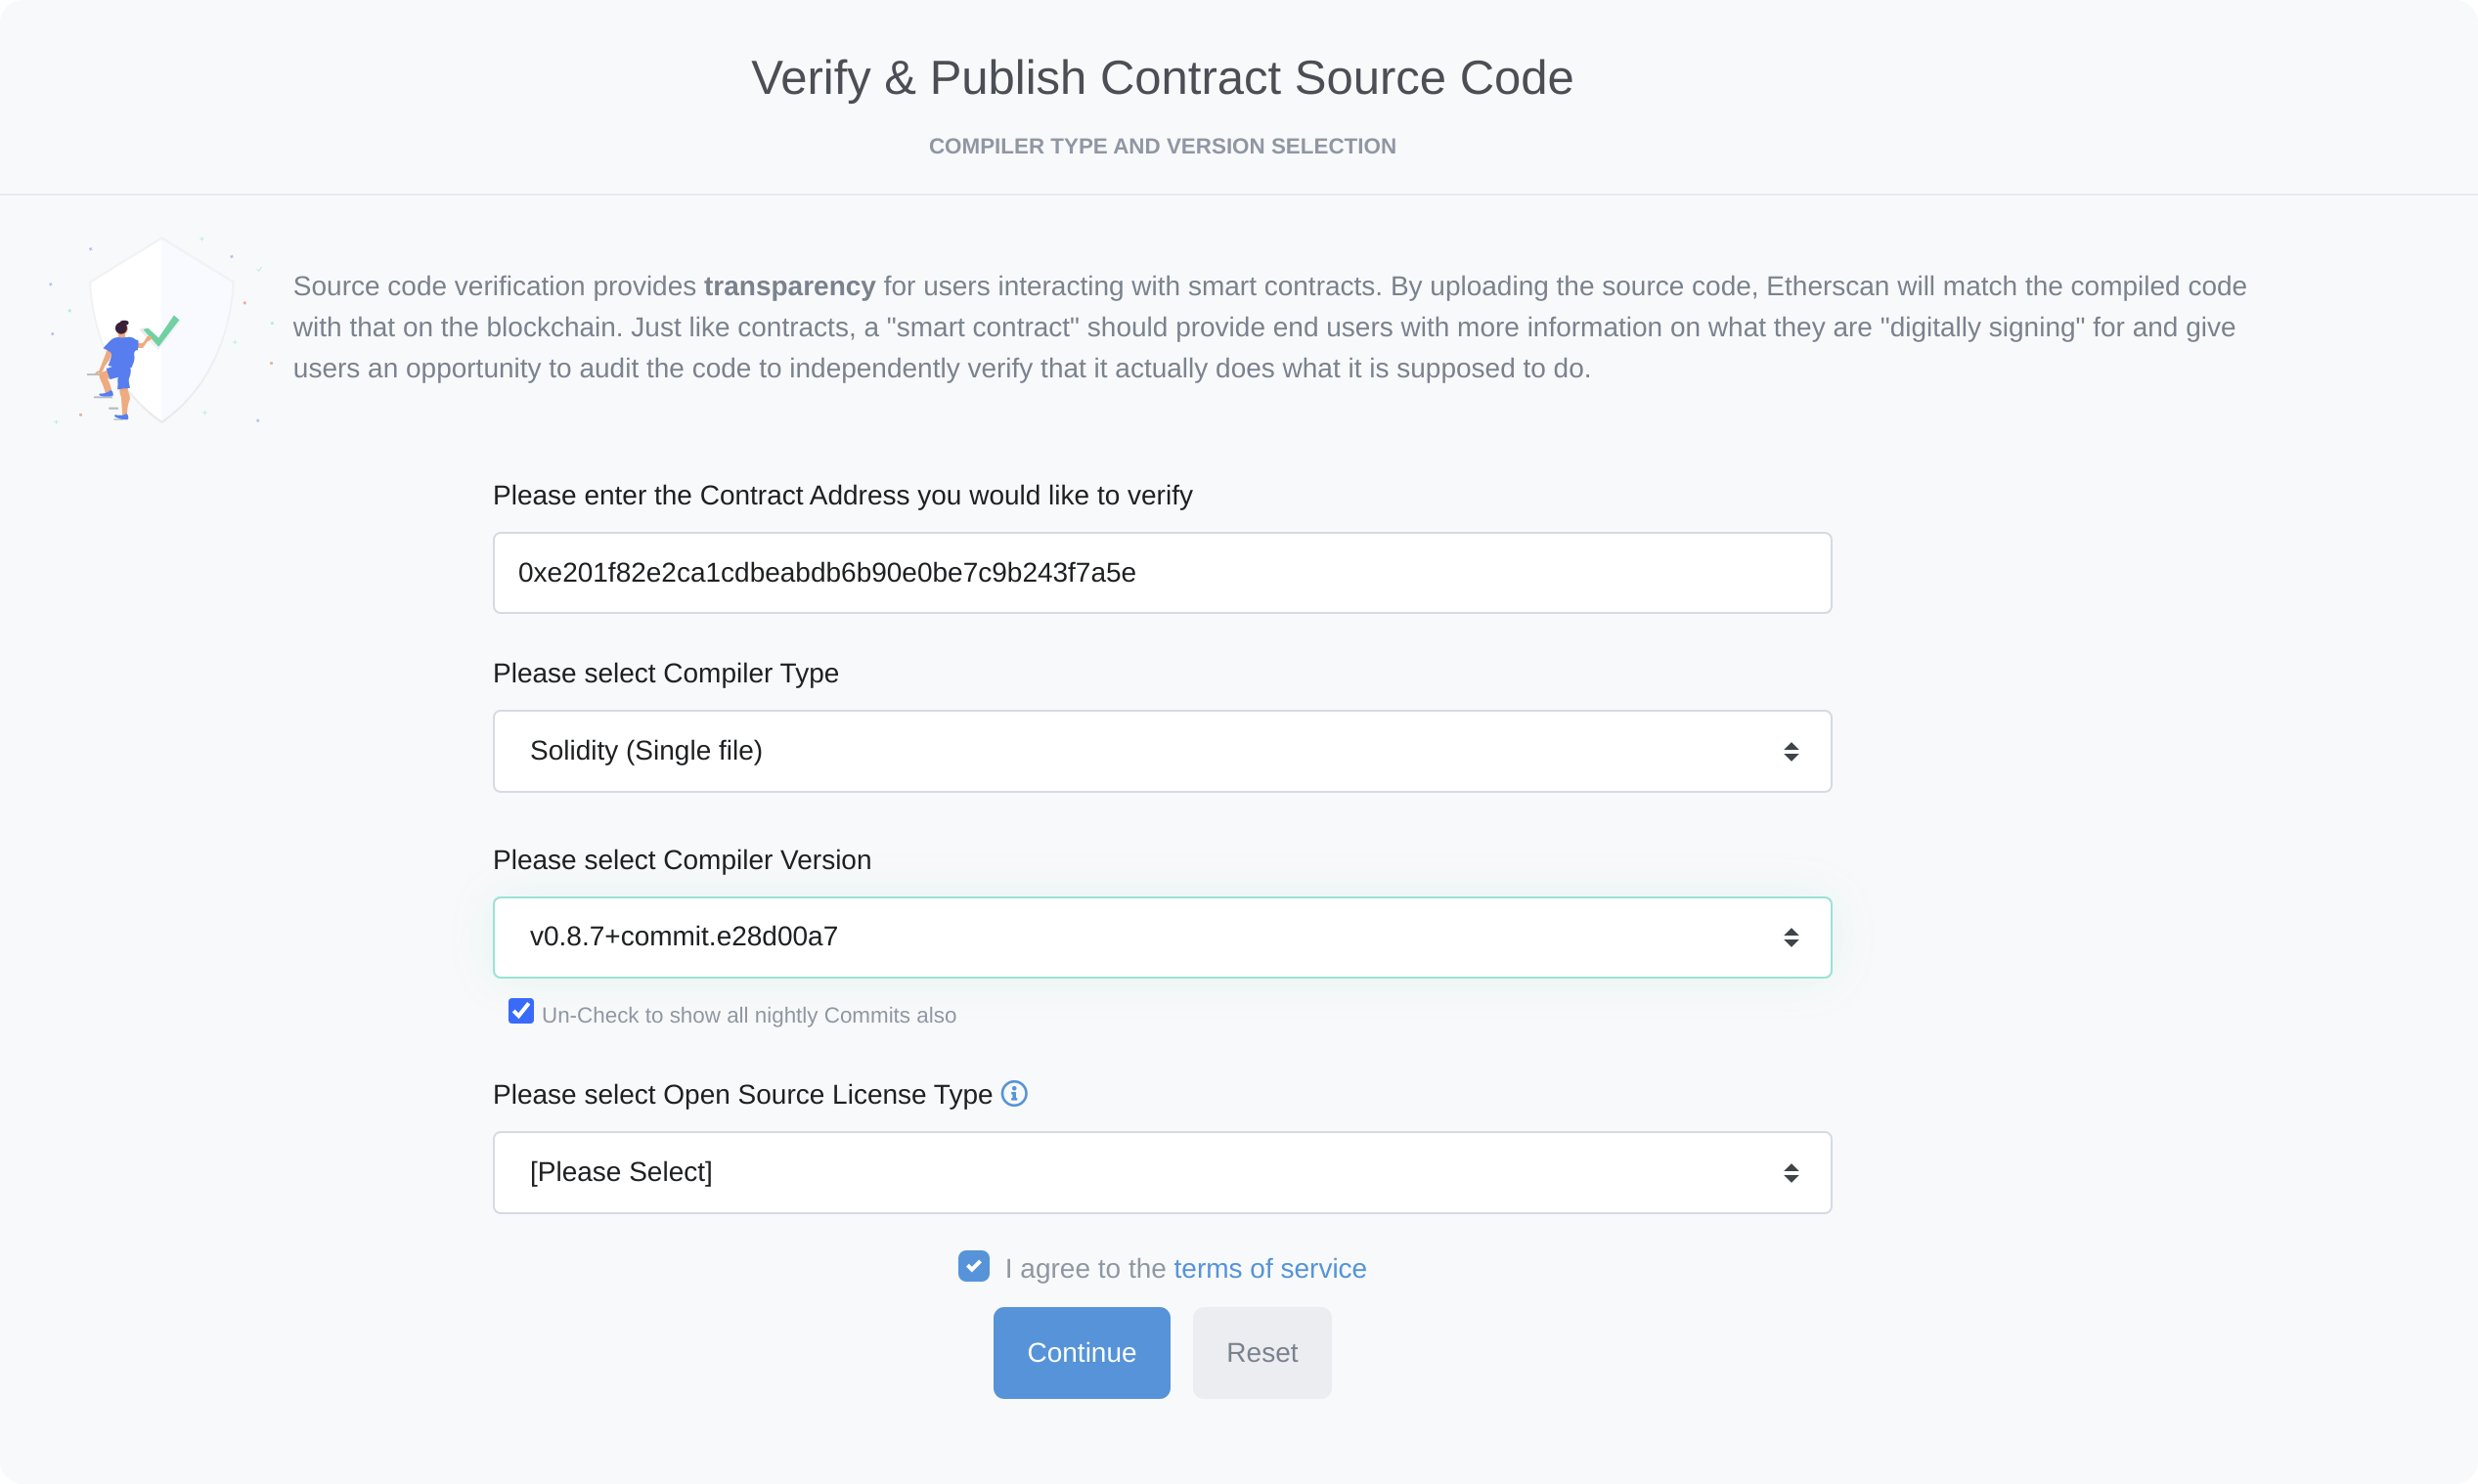 Verify & Publish Contract Source Code
COMPILER TYPE AND VERSION SELECTION
Source code verification provides transparency for users interacting with smart contracts. By uploading the source code, Etherscan will match the compiled code
with that on the blockchain. Just like contracts, a "smart contract" should provide end users with more information on what they are "digitally signing" for and give
users an opportunity to audit the code to independently verify that it actually does what it is supposed to do.
Please enter the Contract Address you would like to verify
0xe201f82e2ca1cdbeabdb6b90e0be7c9b243f7a5e
Please select Compiler Type
Solidity (Single file)
Please select Compiler Version
v0.8.7+commit.e28d00a7
Un-Check to show all nightly Commits also
Please select Open Source License Type
[Please Select]
I agree to the terms of service
Continue Reset